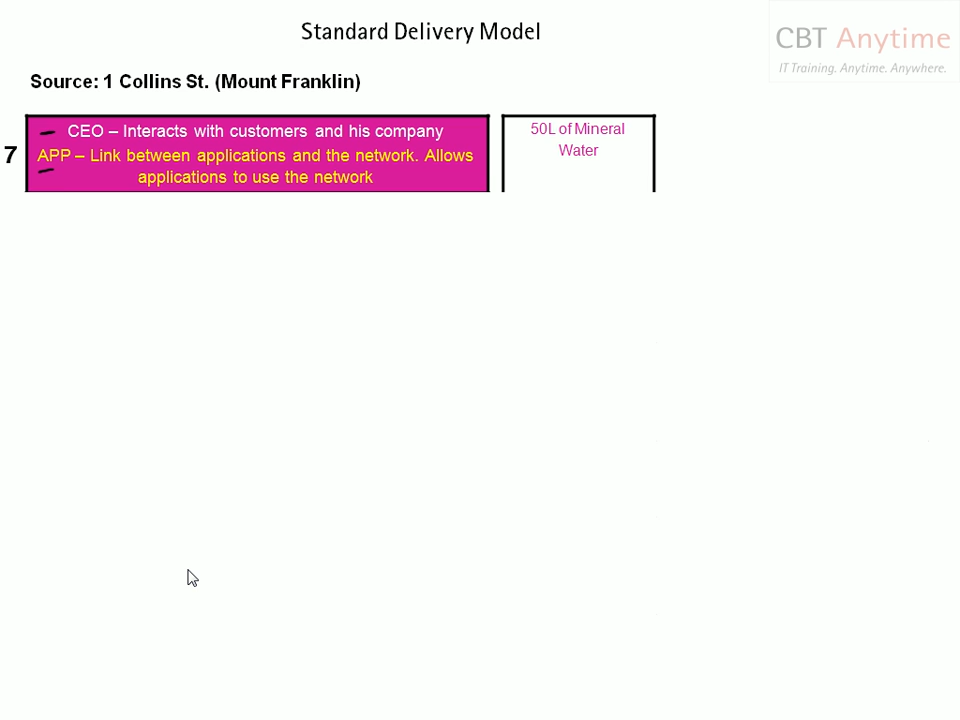 Standard Delivery Model
CBT Anytime
IT Training. Anytime. Anywhere.
Source: 1 Collins St. (Mount Franklin)
7
CEO – Interacts with customers and his company
APP – Link between applications and the network. Allows
applications to use the network
50L of Mineral
Water